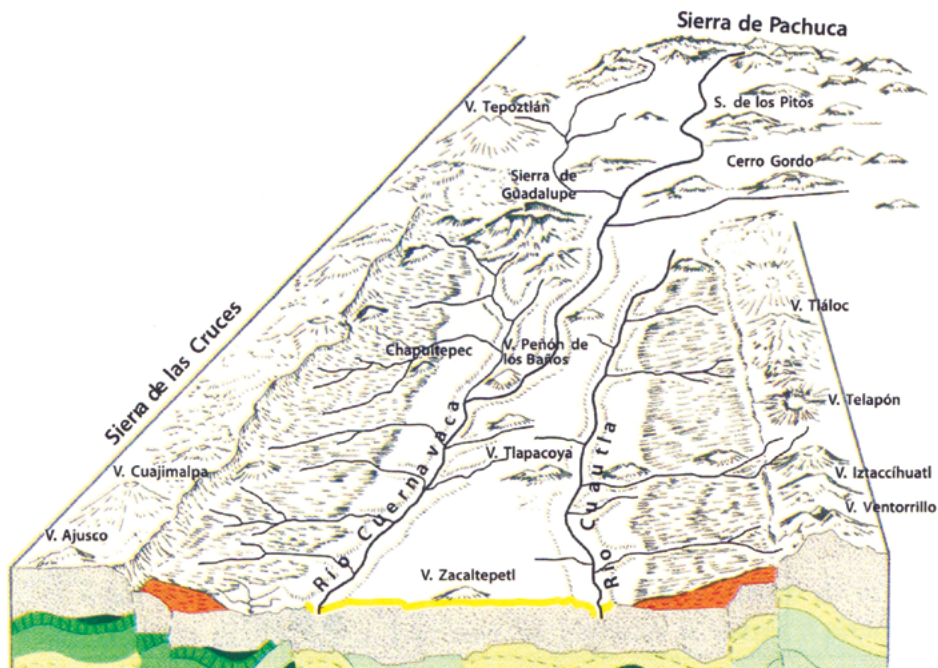 Sierra de Pachuca
V. Tepoztlán
S. de los Pitos
Cerro Gordo
Sierra de
Guadalupe
V. Tláloc
Sierra de las Cruces
Chapultepec
V. Peñón de
los Baños
V. Telapón
Río Cuernavaca
Río Cuautla
V. Tlapacoya
V. Cuajimalpa
V. Iztaccíhuatl
V. Ventorrillo
V. Ajusco
V. Zacaltepetl